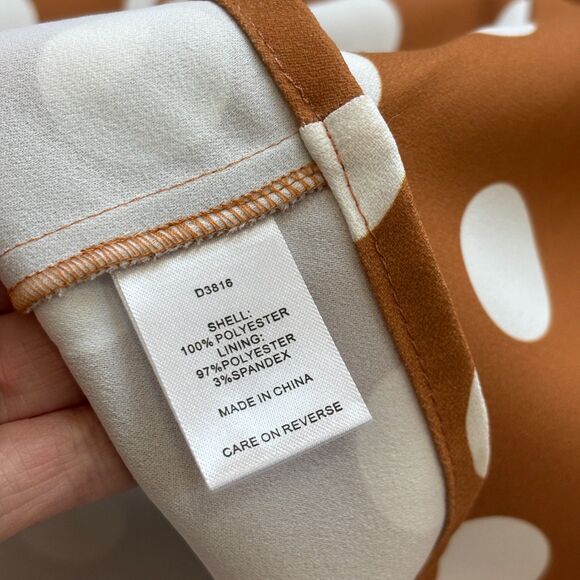 D3816
SHELL:
100% POLYESTER
LINING:
97%POLYESTER
3%SPANDEX
MADE IN CHINA
CARE ON REVERSE